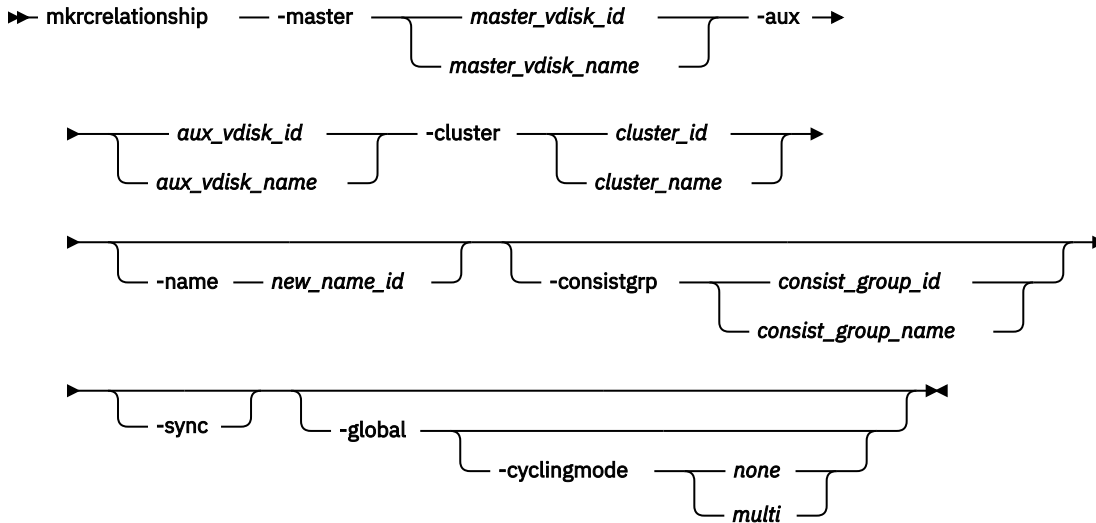 mkrcrelationship -master master_vdisk_id -aux
master_vdisk_name
aux_vdisk_id -cluster cluster_id
aux_vdisk_name cluster_name
-name new_name_id -consistgrp consist_group_id
consist_group_name
-sync -global
-cyclingmode none
multi